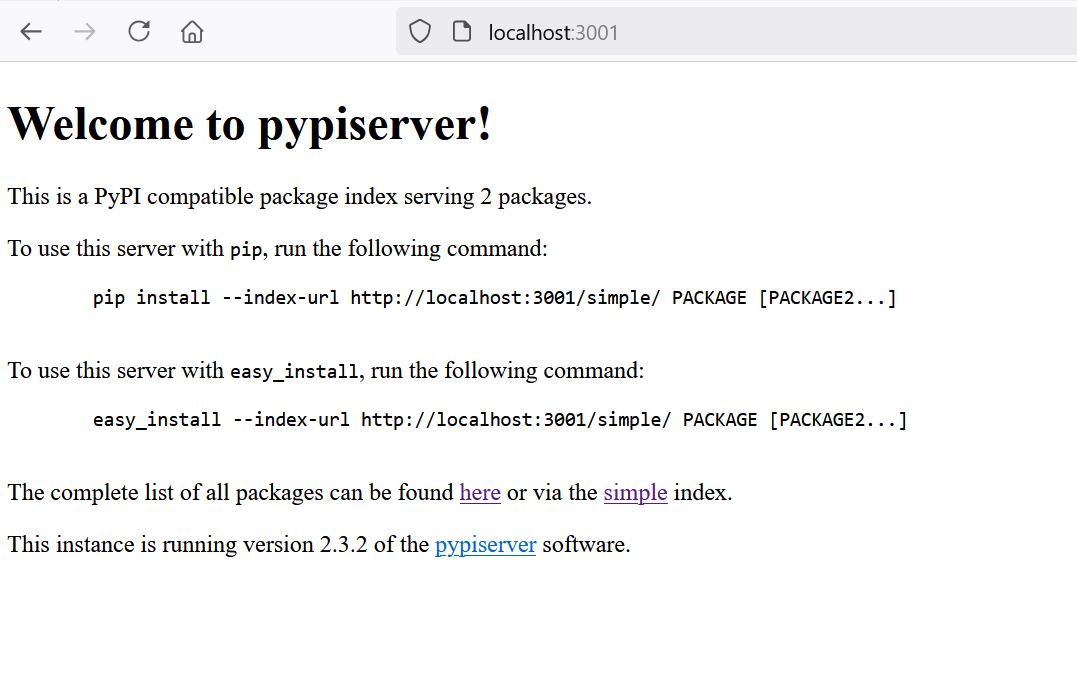 localhost:3001
Welcome to pypiserver!
This is a PyPI compatible package index serving 2 packages.
To use this server with pip, run the following command:
pip install --index-url http://localhost:3001/simple/ PACKAGE [PACKAGE2...]
To use this server with easy_install, run the following command:
easy_install --index-url http://localhost:3001/simple/ PACKAGE [PACKAGE2...]
The complete list of all packages can be found here or via the simple index.
This instance is running version 2.3.2 of the pypiserver software.